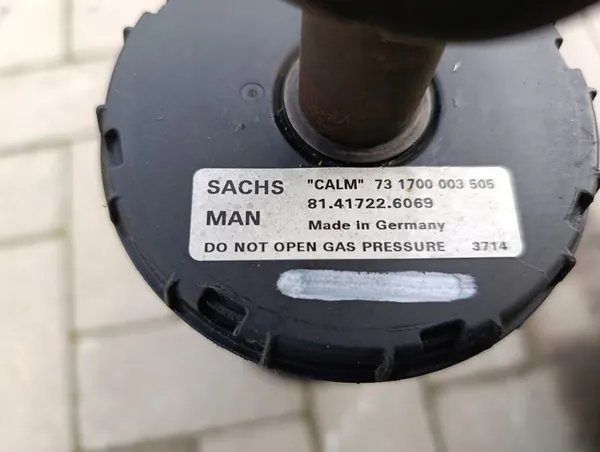 SACHS "CALM" 73 1700 003 505
MAN 81.41722.6069
Made in Germany
DO NOT OPEN GAS PRESSURE 3714